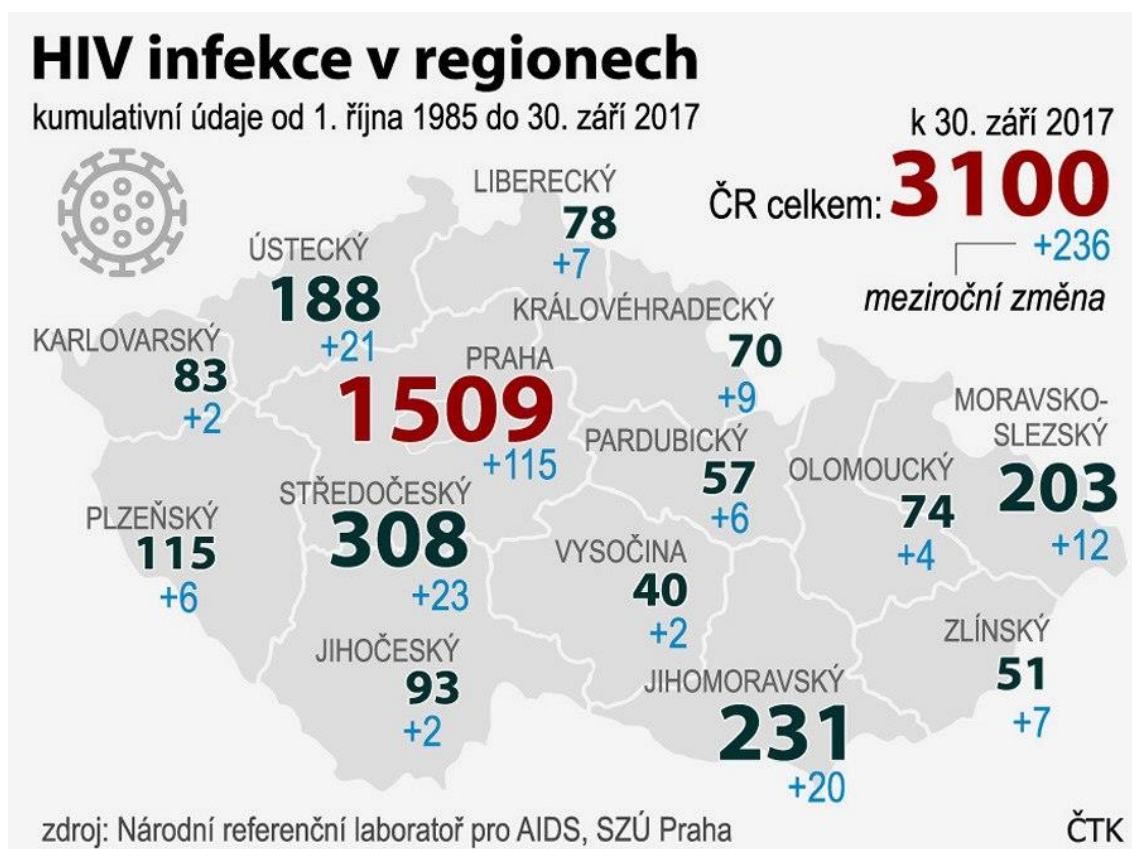 HIV infekce v regionech
kumulativní údaje od 1. října 1985 do 30. září 2017
k 30. září 2017
ČR celkem: 3100
+236
meziroční změna
LIBERECKÝ
78
+7
ÚSTECKÝ
188
+21
KRÁLOVÉHRADECKÝ
70
+9
KARLOVARSKÝ
83
+2
PRAHA
1509
+115
MORAVSKO-
SLEZSKÝ
203
+12
PARDUBICKÝ
57
+6
OLOMOUCKÝ
74
+4
STŘEDOČESKÝ
308
+23
PLZEŇSKÝ
115
+6
VYSOČINA
40
+2
ZLÍNSKÝ
51
+7
JIHOČESKÝ
93
+2
JIHOMORAVSKÝ
231
+20
zdroj: Národní referenční laboratoř pro AIDS, SZÚ Praha
ČTK